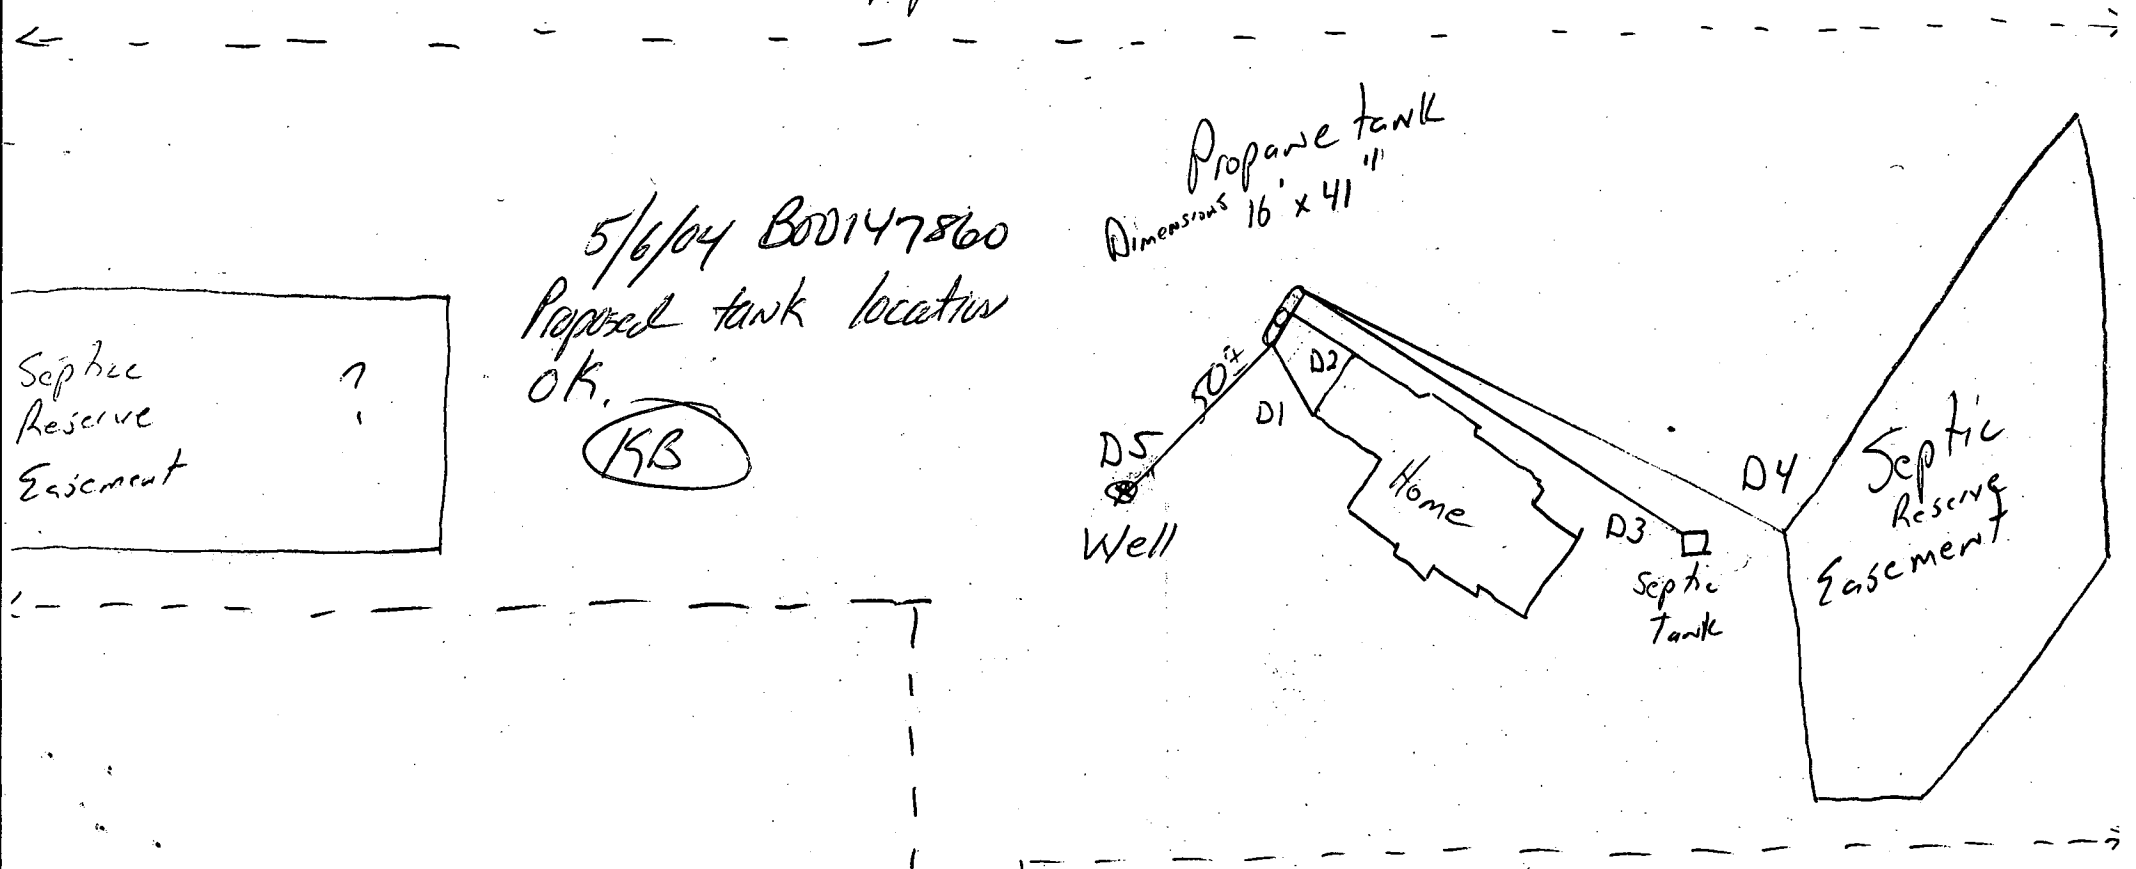 5/6/04 B00147860
Proposed tank location
OK.
KB
Propane tank
Dimensions 16' x 41"
Septic
Reserve
Easement
?
50'±
D5
Well
D1
D2
Home
D3
Septic
Tank
D4
Septic
Reserve
Easement